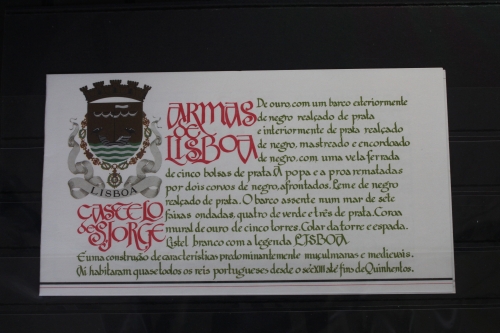 ARMAS
de
LISBOA
LISBOA
CASTELO
de S. JORGE
De ouro, com um barco exteriormente
de negro realçado de prata
e interiormente de prata realçado
de negro, mastreado e encordoado
de negro, com uma vela ferrada
de cinco bolsas de prata. A popa e a proa rematadas
por dois corvos de negro, afrontados. Leme de negro
realçado de prata. O barco assente num mar de sete
faixas ondadas, quatro de verde e três de prata. Coroa
mural de ouro de cinco torres. Colar da torre e espada.
Listel branco com a legenda LISBOA
É uma construção de características predominantemente muçulmanas e medievais.
Aí habitaram quase todos os reis portugueses desde o séc. XIII até fins de Quinhentos.